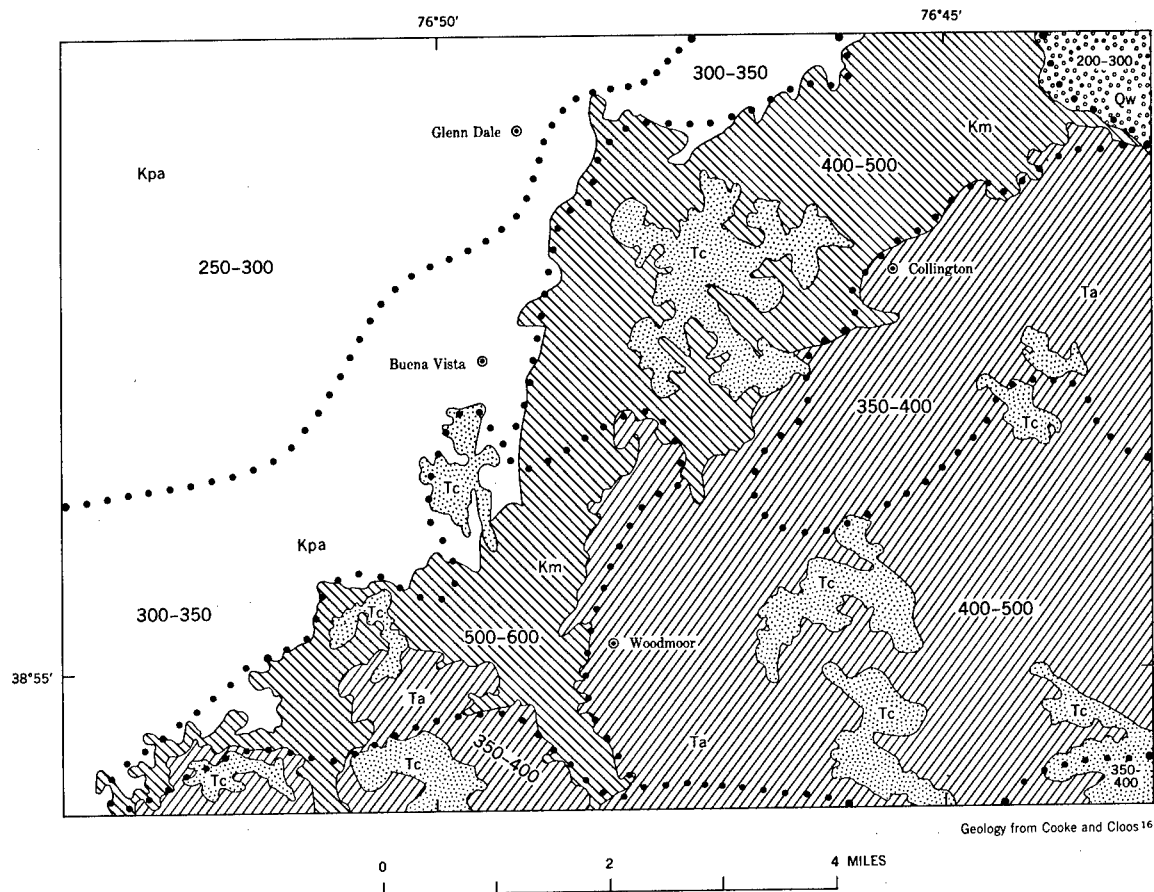 76°50′ 76°45′
300–350
200–300
Qw
Glenn Dale
Km
Kpa
400–500
250–300
Tc
Collington
Ta
Buena Vista
350–400
Tc
Tc
Kpa
Km
Tc
Tc
300–350
500–600
400–500
Woodmoor
38°55′
Ta
Tc
Tc
Ta
350–400
Tc
Tc
350–
400
Geology from Cooke and Cloos 16
0 2 4 MILES